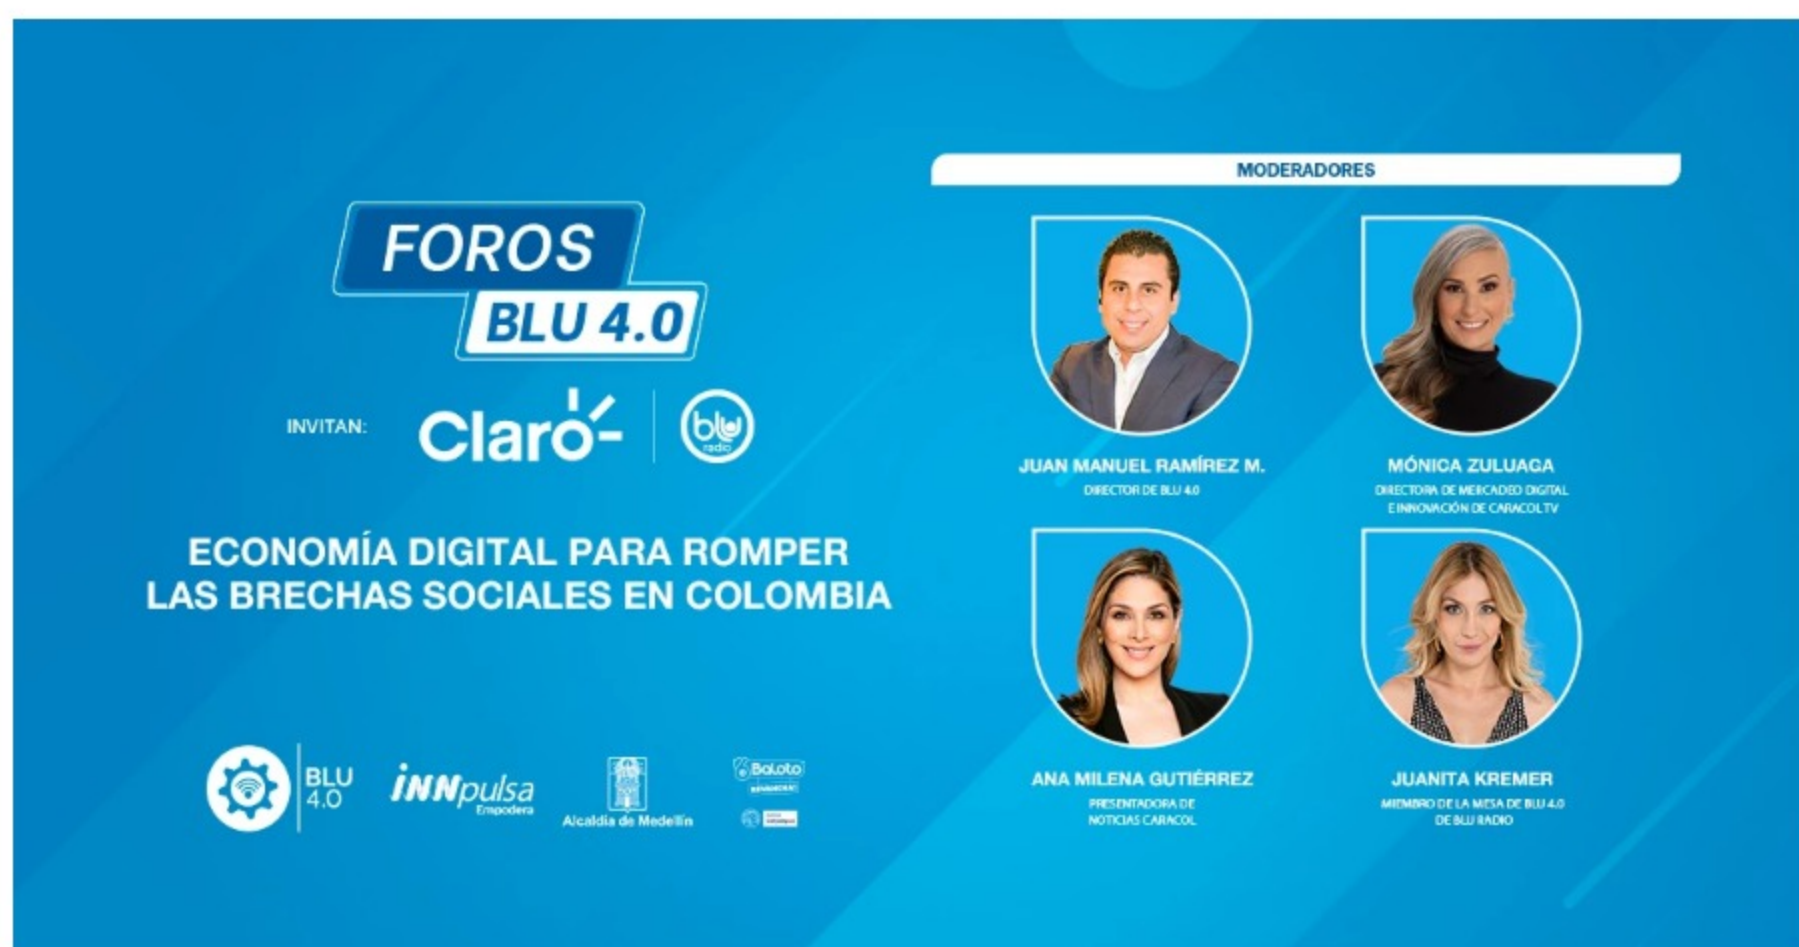 FOROS
BLU 4.0
INVITAN:
Claro
blu
radio
ECONOMÍA DIGITAL PARA ROMPER
LAS BRECHAS SOCIALES EN COLOMBIA
BLU
4.0
iNNpulsa
Empodera
Alcaldía de Medellín
Baloto
MODERADORES
JUAN MANUEL RAMÍREZ M.
DIRECTOR DE BLU 4.0
MÓNICA ZULUAGA
DIRECTORA DE MERCADEO DIGITAL
E INNOVACIÓN DE CARACOL TV
ANA MILENA GUTIÉRREZ
PRESENTADORA DE
NOTICIAS CARACOL
JUANITA KREMER
MIEMBRO DE LA MESA DE BLU 4.0
DE BLU RADIO